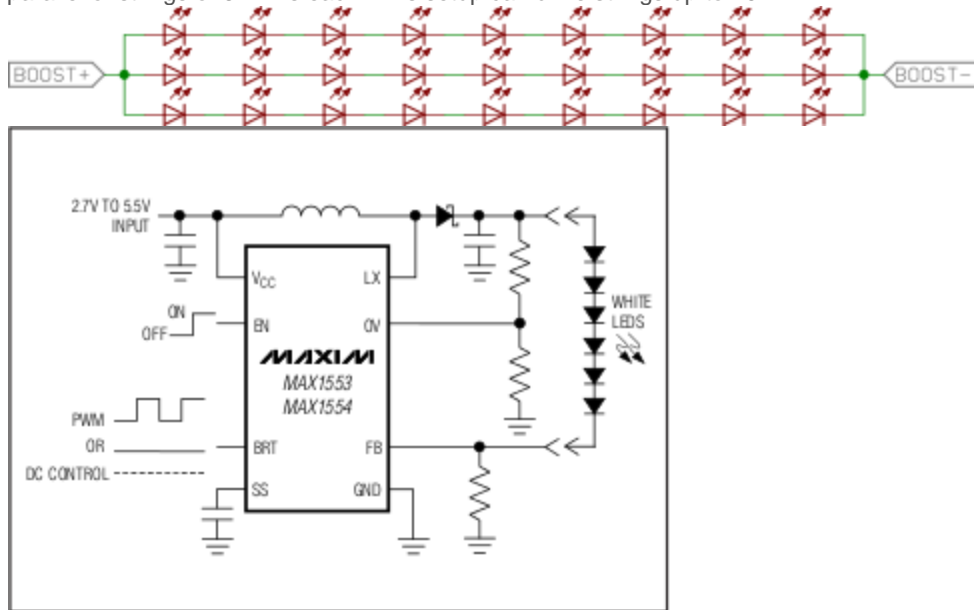 BOOST+
BOOST-
2.7V TO 5.5V
INPUT
VCC
LX
ON
OFF
EN
OV
WHITE
LEDS
MAXIM
MAX1553
MAX1554
PWM
OR
BRT
FB
DC CONTROL
SS
GND